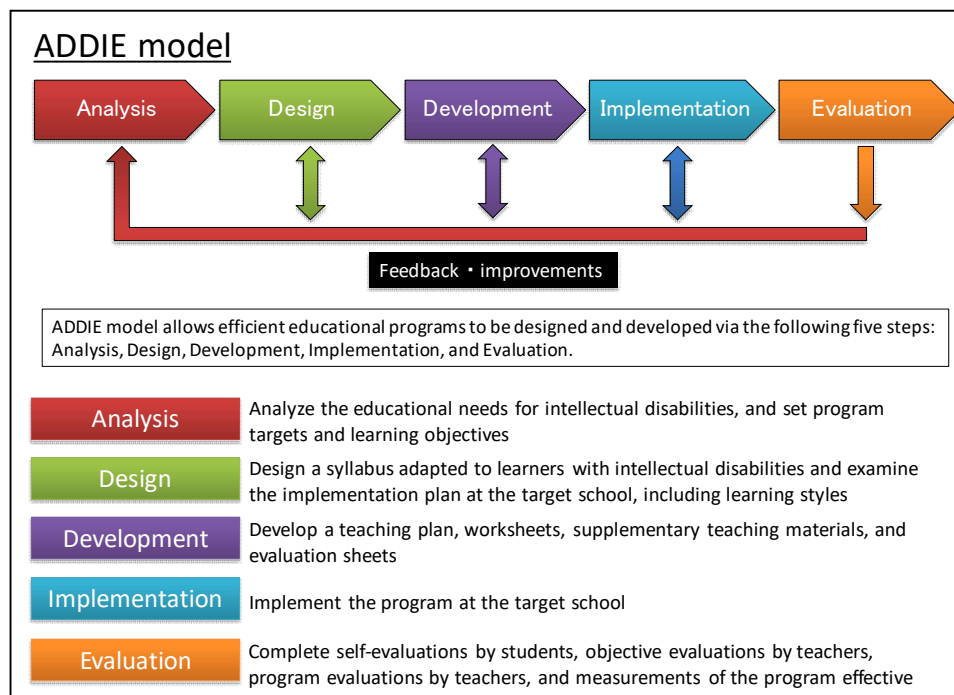 ADDIE model
Analysis
Design
Development
Implementation
Evaluation
Feedback・improvements
ADDIE model allows efficient educational programs to be designed and developed via the following five steps:
Analysis, Design, Development, Implementation, and Evaluation.
Analysis
Analyze the educational needs for intellectual disabilities, and set program
targets and learning objectives
Design
Design a syllabus adapted to learners with intellectual disabilities and examine
the implementation plan at the target school, including learning styles
Development
Develop a teaching plan, worksheets, supplementary teaching materials, and
evaluation sheets
Implementation
Implement the program at the target school
Evaluation
Complete self-evaluations by students, objective evaluations by teachers,
program evaluations by teachers, and measurements of the program effective